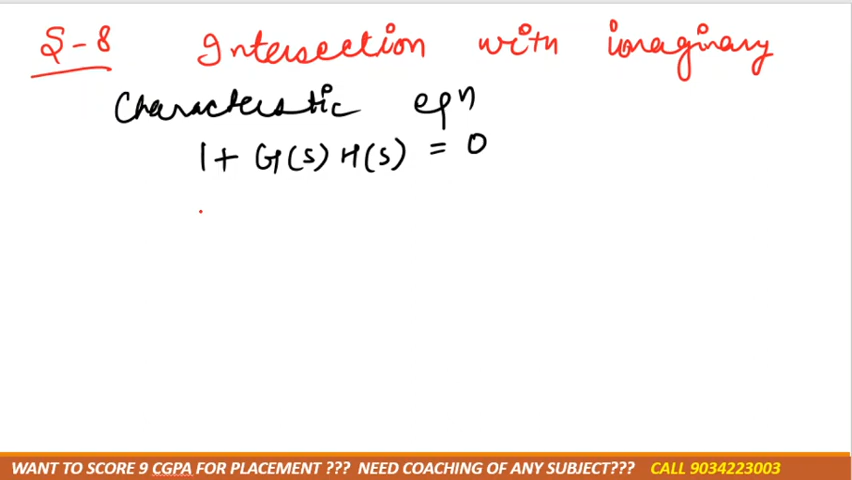 S-8 Intersection with imaginary
Characteristic eqn
1+ G(s) H(s) = 0
WANT TO SCORE 9 CGPA FOR PLACEMENT ??? NEED COACHING OF ANY SUBJECT??? CALL 9034223003